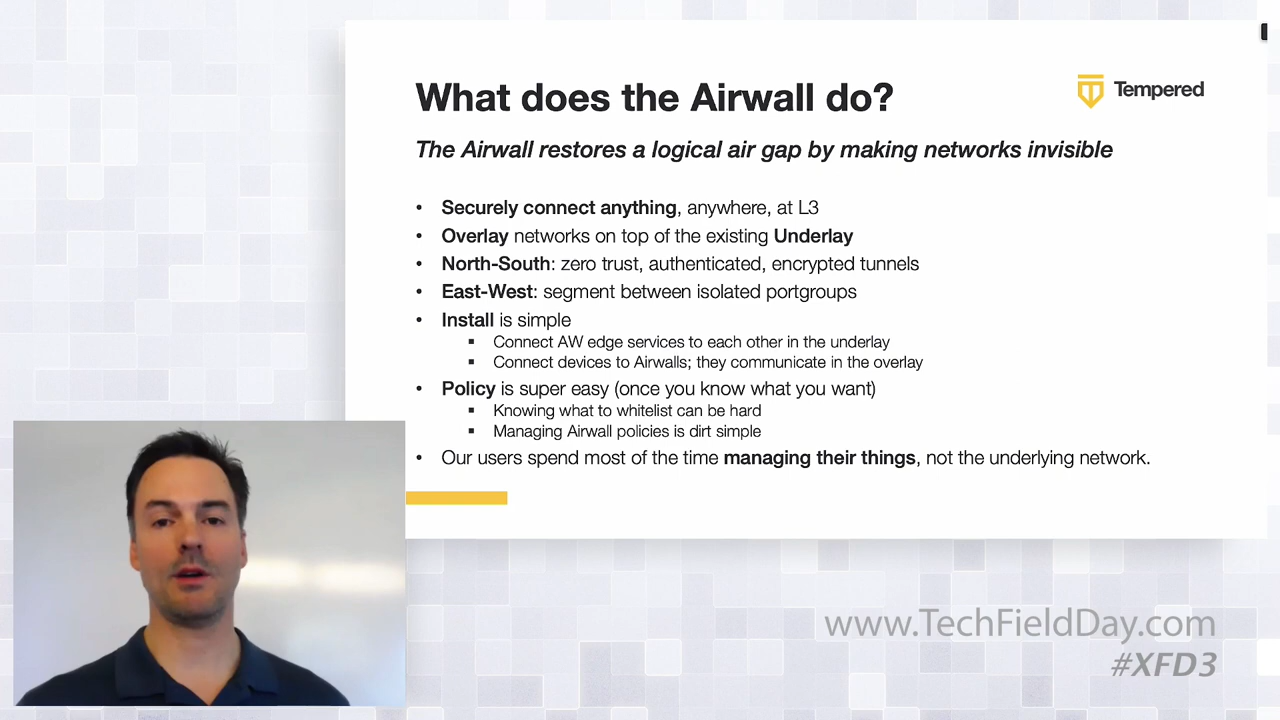 What does the Airwall do?
Tempered
The Airwall restores a logical air gap by making networks invisible
• Securely connect anything, anywhere, at L3
• Overlay networks on top of the existing Underlay
• North-South: zero trust, authenticated, encrypted tunnels
• East-West: segment between isolated portgroups
• Install is simple
▪ Connect AW edge services to each other in the underlay
▪ Connect devices to Airwalls; they communicate in the overlay
• Policy is super easy (once you know what you want)
▪ Knowing what to whitelist can be hard
▪ Managing Airwall policies is dirt simple
• Our users spend most of the time managing their things, not the underlying network.
www.TechFieldDay.com
#XFD3